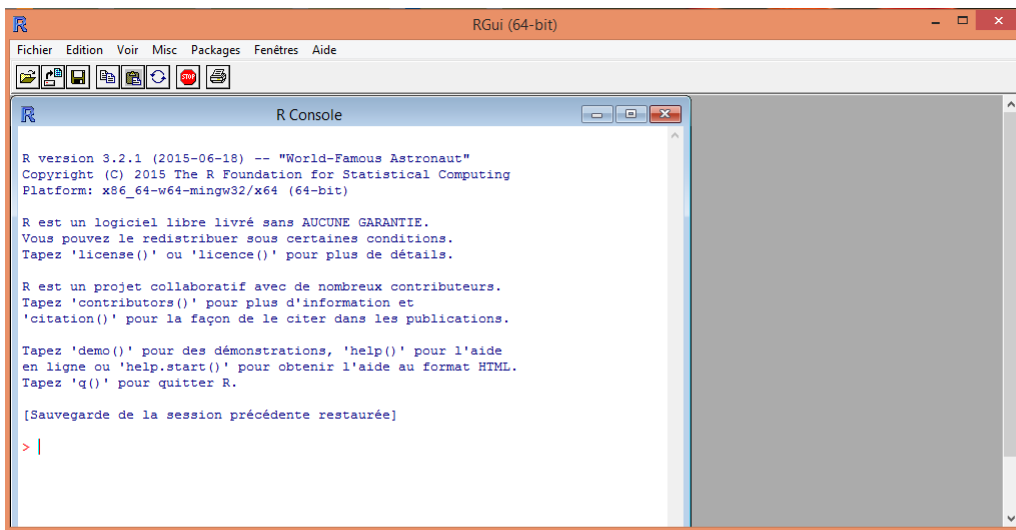 RGui (64-bit)
Fichier Edition Voir Misc Packages Fenêtres Aide
STOP
R Console
R version 3.2.1 (2015-06-18) -- "World-Famous Astronaut"
Copyright (C) 2015 The R Foundation for Statistical Computing
Platform: x86_64-w64-mingw32/x64 (64-bit)
R est un logiciel libre livré sans AUCUNE GARANTIE.
Vous pouvez le redistribuer sous certaines conditions.
Tapez 'license()' ou 'licence()' pour plus de détails.
R est un projet collaboratif avec de nombreux contributeurs.
Tapez 'contributors()' pour plus d'information et
'citation()' pour la façon de le citer dans les publications.
Tapez 'demo()' pour des démonstrations, 'help()' pour l'aide
en ligne ou 'help.start()' pour obtenir l'aide au format HTML.
Tapez 'q()' pour quitter R.
[Sauvegarde de la session précédente restaurée]
>